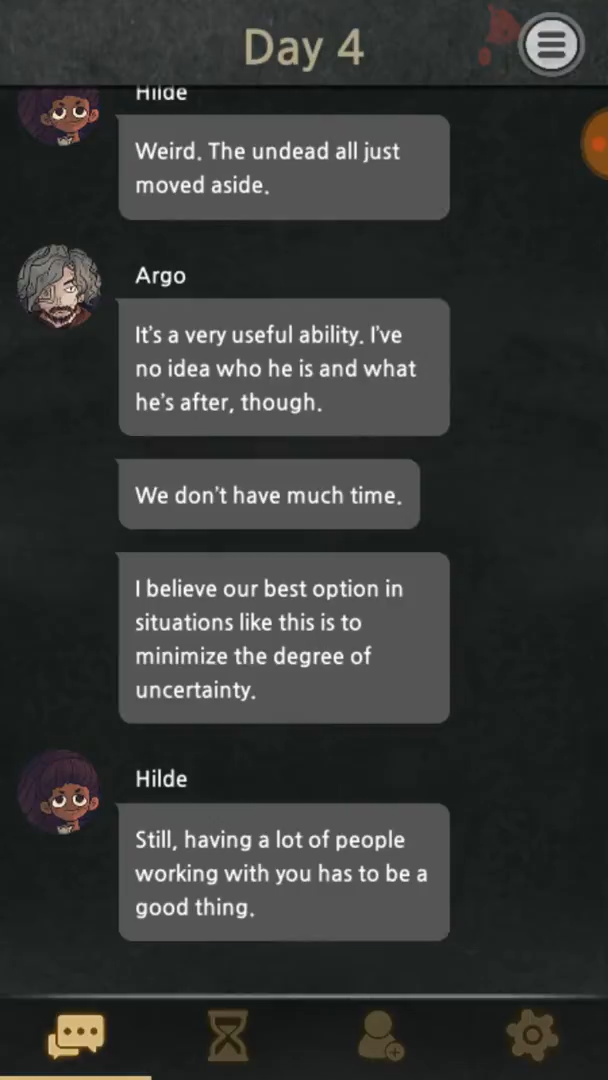 Day 4
Hilde
Weird. The undead all just
moved aside.
Argo
It's a very useful ability. I've
no idea who he is and what
he's after, though.
We don't have much time.
I believe our best option in
situations like this is to
minimize the degree of
uncertainty.
Hilde
Still, having a lot of people
working with you has to be a
good thing.